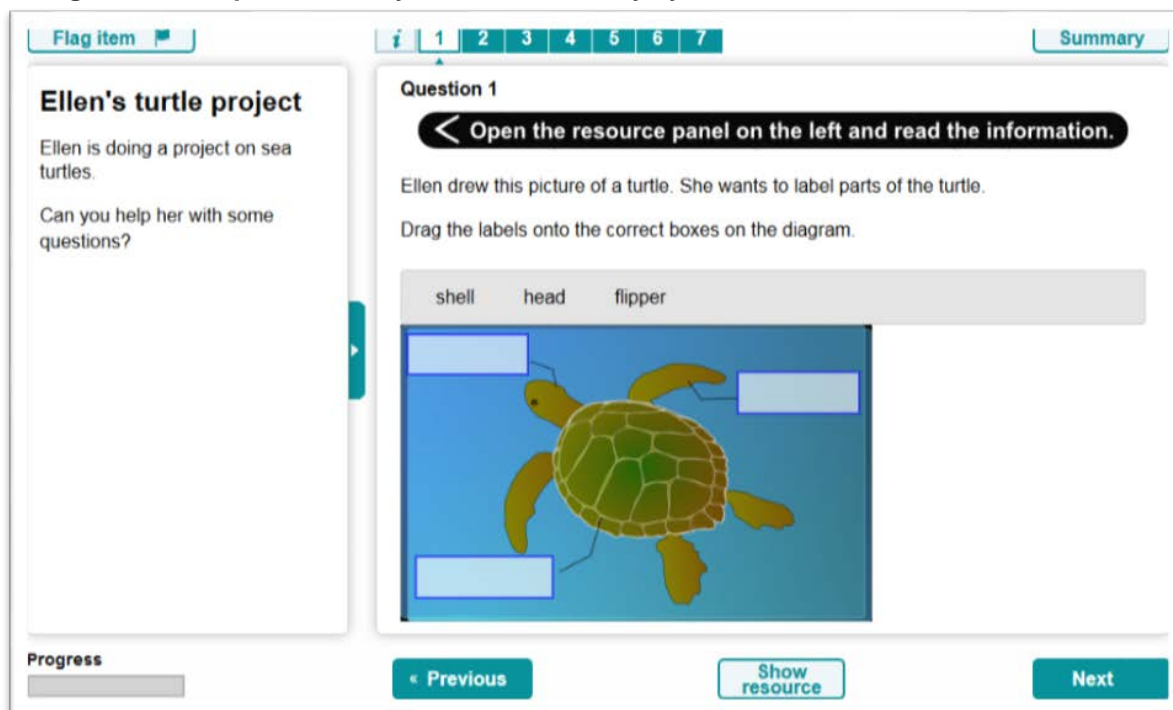 Flag item
i 1 2 3 4 5 6 7
Summary
Ellen's turtle project
Ellen is doing a project on sea
turtles.
Can you help her with some
questions?
Question 1
Open the resource panel on the left and read the information.
Ellen drew this picture of a turtle. She wants to label parts of the turtle.
Drag the labels onto the correct boxes on the diagram.
shell head flipper
Progress
« Previous
Show
resource
Next